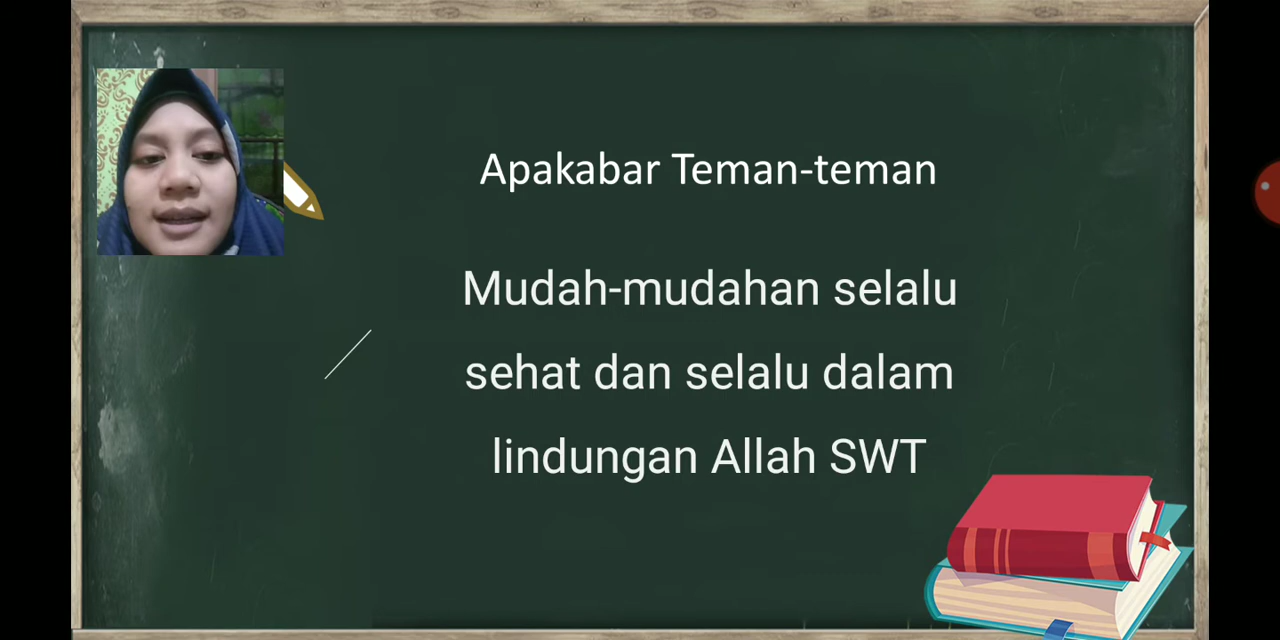 Apakabar Teman-teman
Mudah-mudahan selalu
sehat dan selalu dalam
lindungan Allah SWT